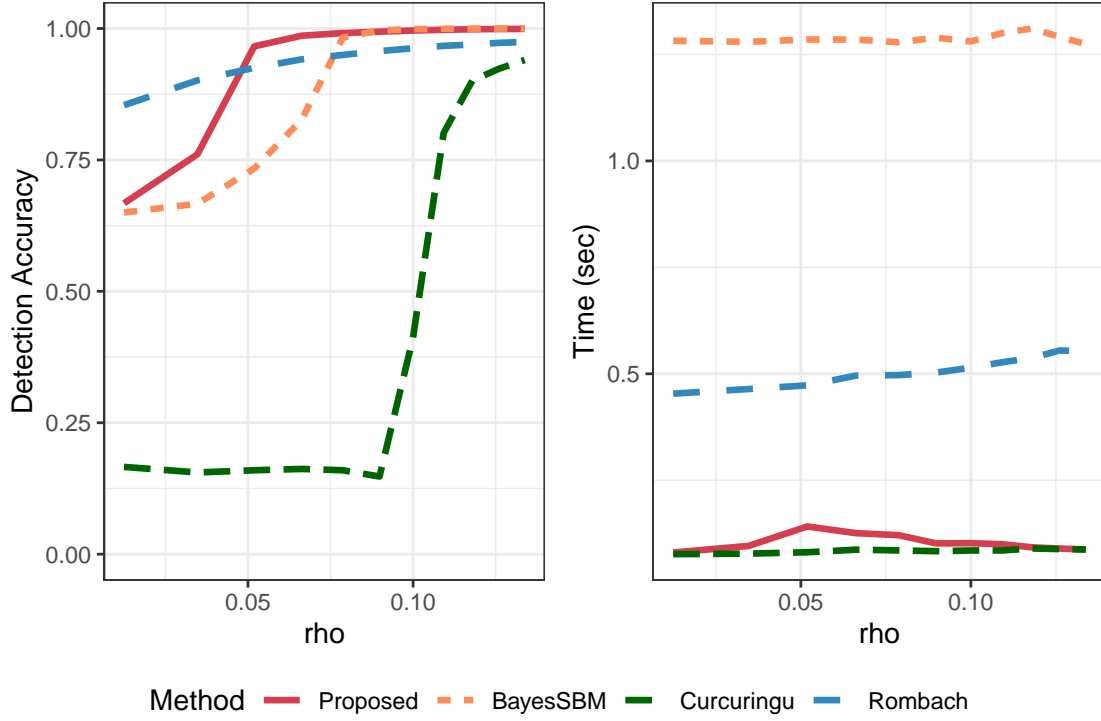 Detection Accuracy
1.00
0.75
0.50
0.25
0.00
0.05
0.10
rho
Time (sec)
1.0
0.5
0.05
0.10
rho
Method Proposed BayesSBM Curcuringu Rombach